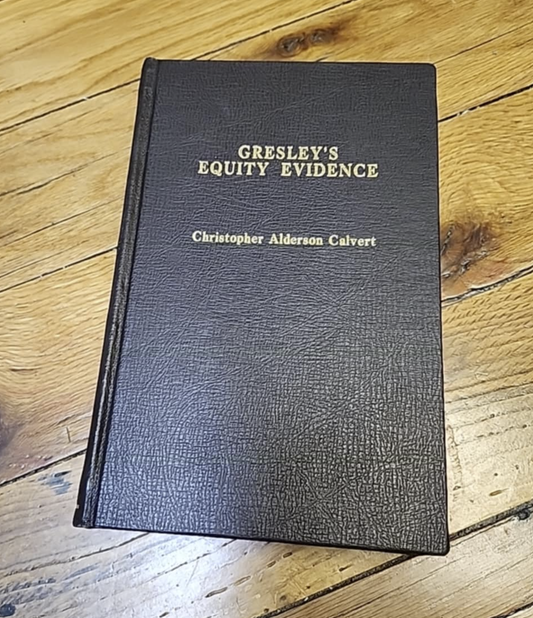 GRESLEY'S
EQUITY EVIDENCE
Christopher Alderson Calvert